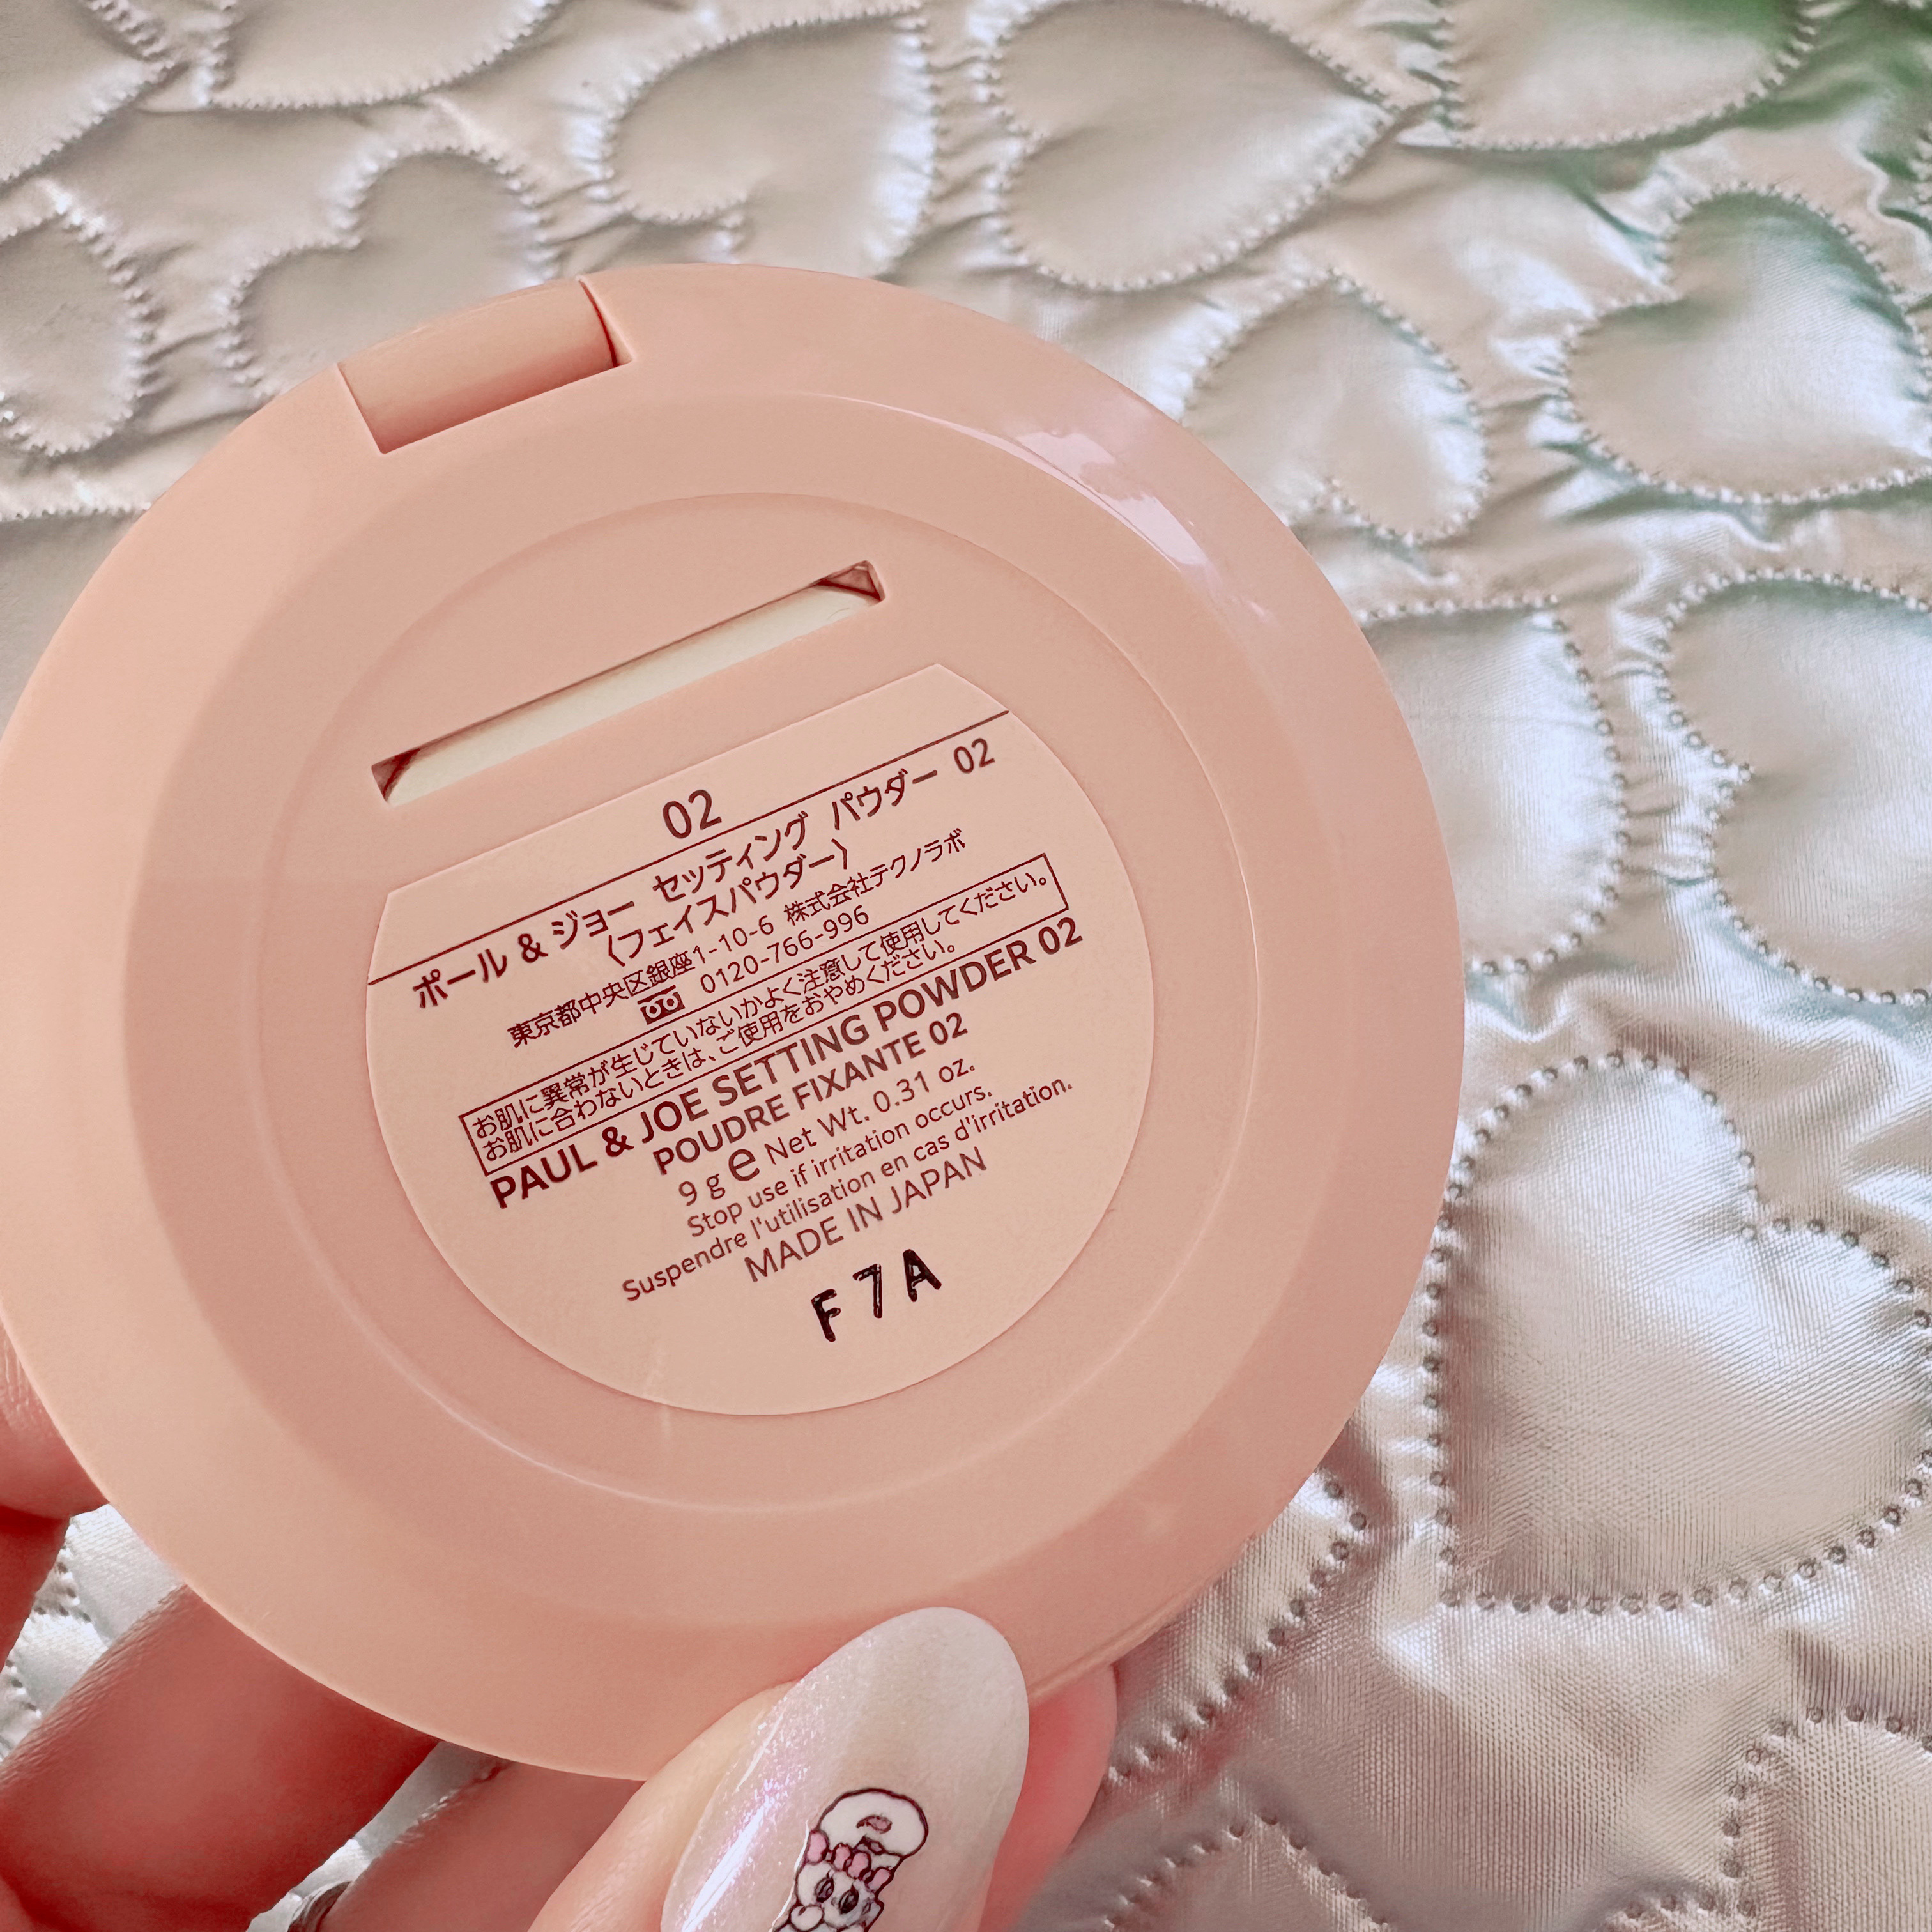 02
ポール & ジョー セッティング パウダー 02
〈フェイスパウダー〉
東京都中央区銀座1-10-6 株式会社テクノラボ
0120-766-996
お肌に異常が生じていないかよく注意して使用してください。
お肌に合わないときは、ご使用をおやめください。
PAUL & JOE SETTING POWDER 02
POUDRE FIXANTE 02
9 g e Net Wt. 0.31 oz.
Stop use if irritation occurs.
Suspendre l'utilisation en cas d'irritation.
MADE IN JAPAN
F7A